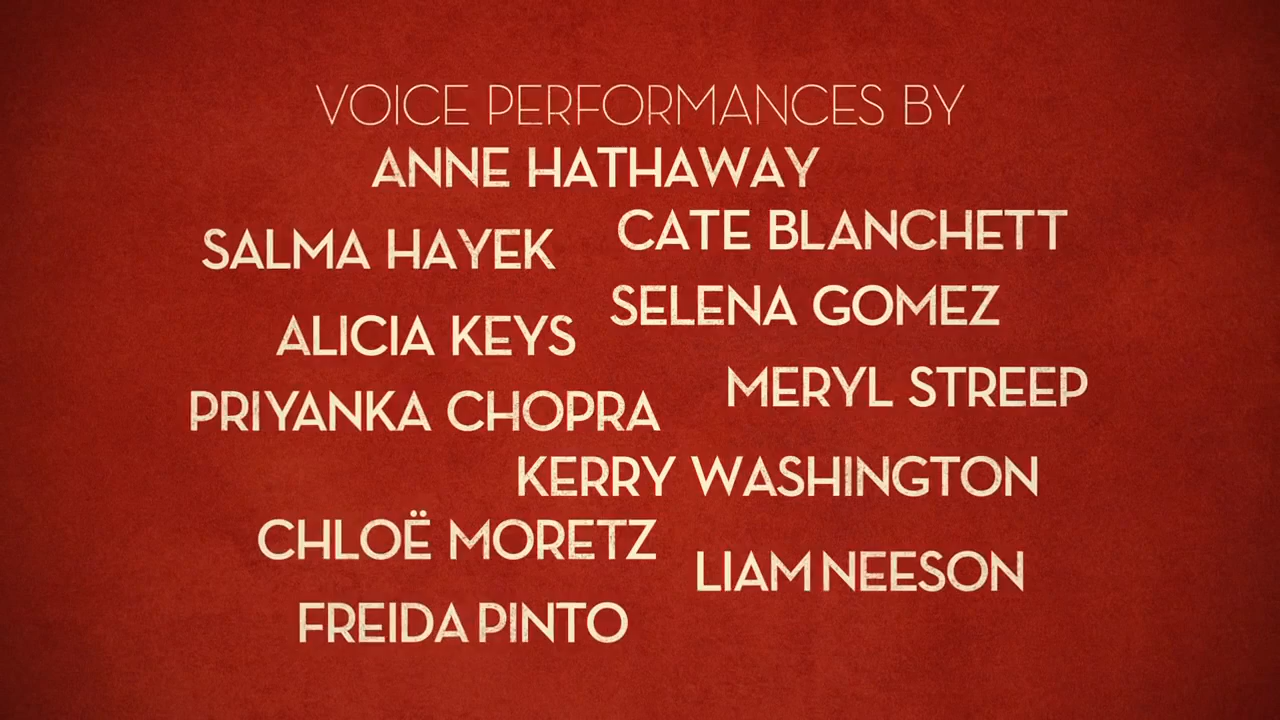 VOICE PERFORMANCES BY
ANNE HATHAWAY
CATE BLANCHETT
SALMA HAYEK
SELENA GOMEZ
ALICIA KEYS
MERYL STREEP
PRIYANKA CHOPRA
KERRY WASHINGTON
CHLOË MORETZ
LIAM NEESON
FREIDA PINTO